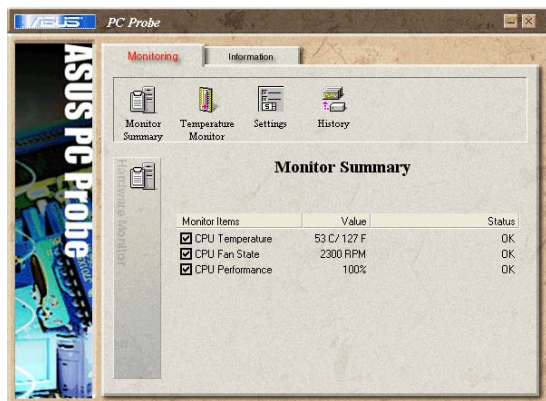 ASUS PC Probe
Monitoring Information
Monitor Summary Temperature Monitor Settings History
ASUS PC Probe
Hardware Monitor
Monitor Summary
Monitor Items Value Status
CPU Temperature 53 C/ 127 F OK
CPU Fan State 2300 RPM OK
CPU Performance 100% OK